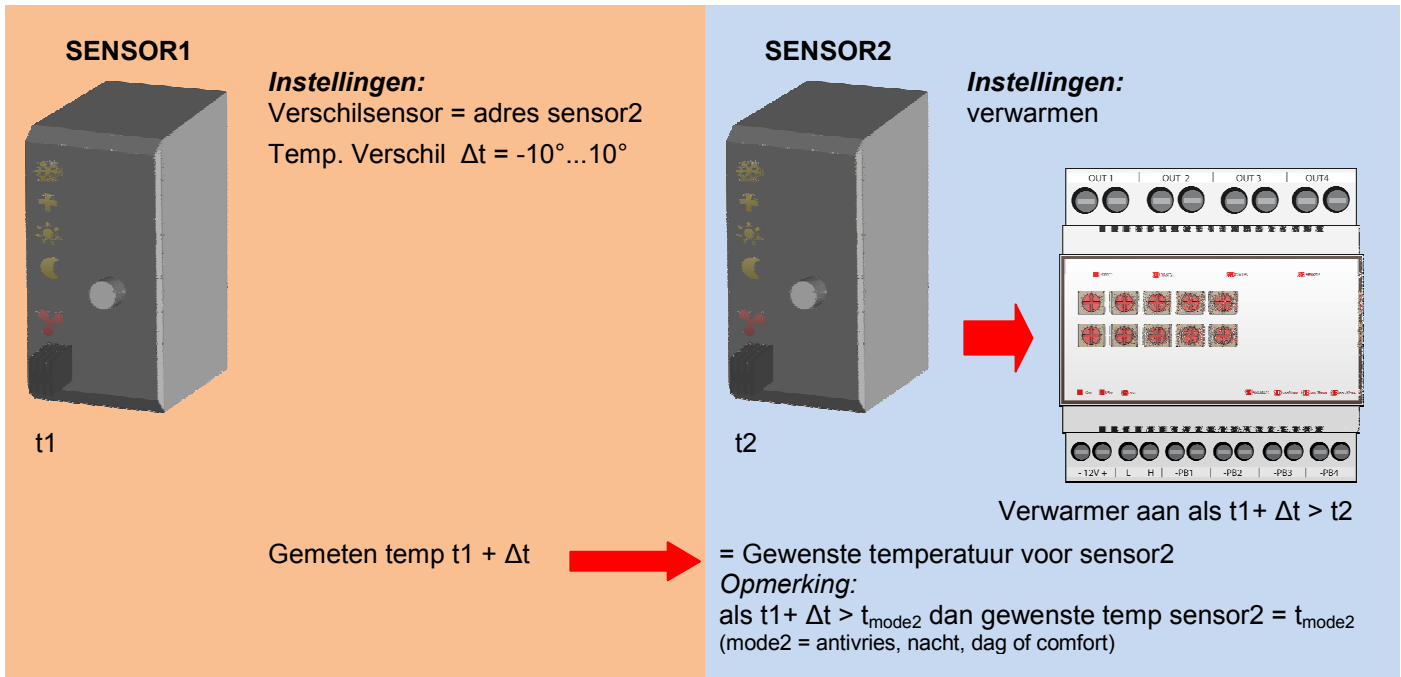 SENSOR1
Instellingen:
Verschilsensor = adres sensor2
Temp. Verschil Δt = -10°...10°
t1
Gemeten temp t1 + Δt
SENSOR2
Instellingen:
verwarmen
OUT 1 | OUT 2 | OUT 3 | OUT4
- 12V + | L H | -PB1 | -PB2 | -PB3 | -PB4
t2
Verwarmer aan als t1+ Δt > t2
= Gewenste temperatuur voor sensor2
Opmerking:
als t1+ Δt > tmode2 dan gewenste temp sensor2 = tmode2
(mode2 = antivries, nacht, dag of comfort)